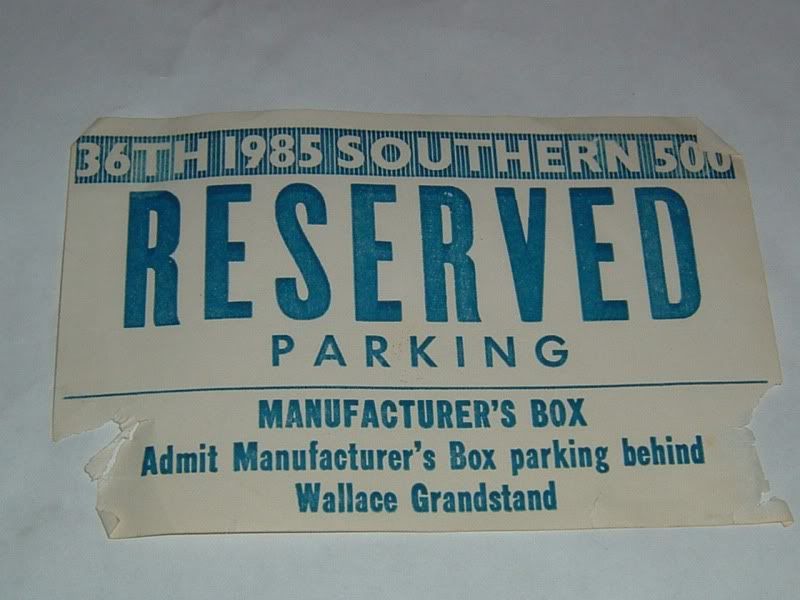 36TH 1985 SOUTHERN 500
RESERVED
PARKING
MANUFACTURER'S BOX
Admit Manufacturer's Box parking behind
Wallace Grandstand